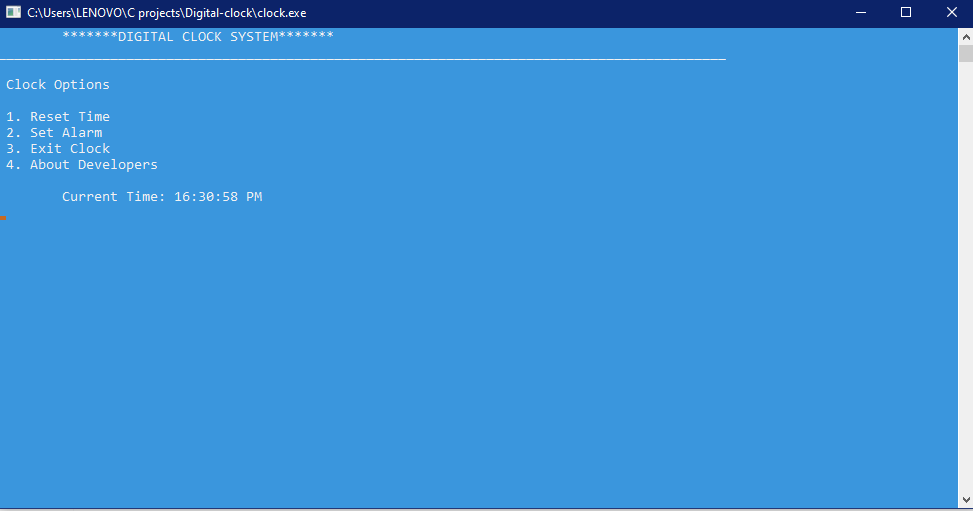 C:\Users\LENOVO\C projects\Digital-clock\clock.exe
*******DIGITAL CLOCK SYSTEM*******
Clock Options
1. Reset Time
2. Set Alarm
3. Exit Clock
4. About Developers
Current Time: 16:30:58 PM